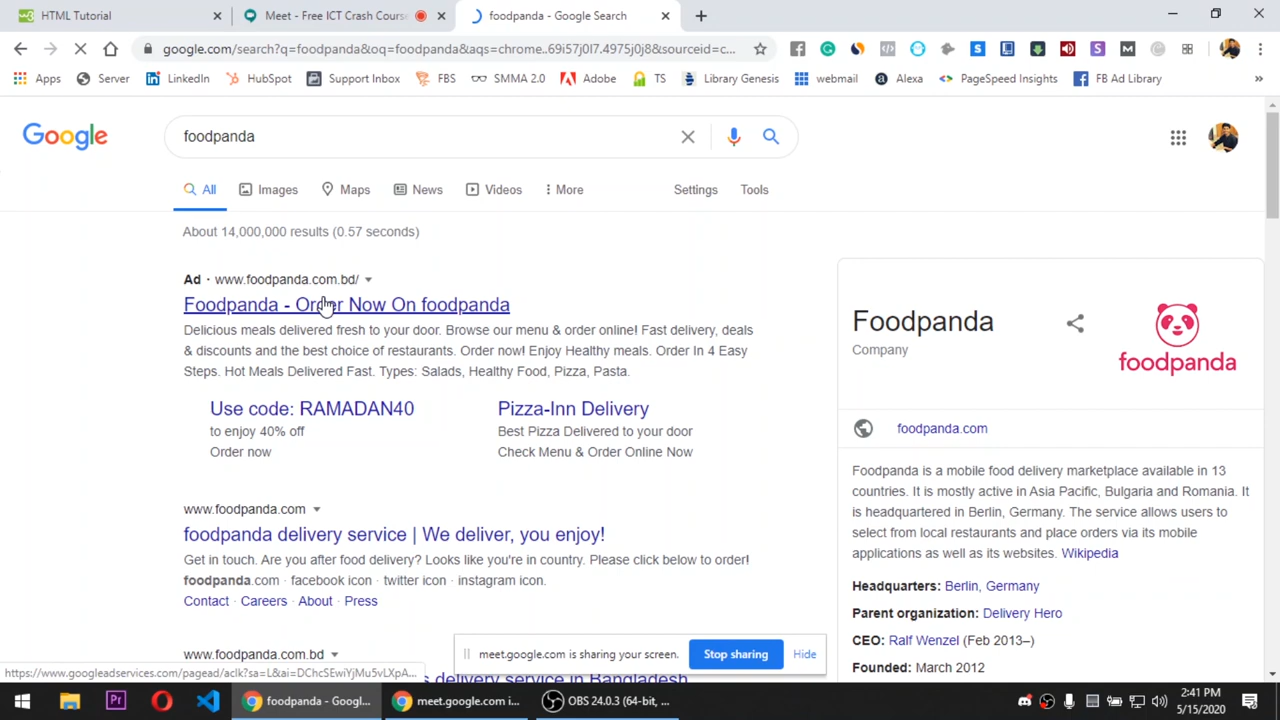 HTML Tutorial
Meet - Free ICT Crash Course
foodpanda - Google Search
google.com/search?q=foodpanda&oq=foodpanda&aqs=chrome..69i57j0l7.4975j0j8&sourceid=c...
Apps
Server
LinkedIn
HubSpot
Support Inbox
FBS
SMMA 2.0
Adobe
TS
Library Genesis
webmail
Alexa
PageSpeed Insights
FB Ad Library
Google
foodpanda
All
Images
Maps
News
Videos
More
Settings
Tools
About 14,000,000 results (0.57 seconds)
Ad · www.foodpanda.com.bd/
Foodpanda - Order Now On foodpanda
Delicious meals delivered fresh to your door. Browse our menu & order online! Fast delivery, deals
& discounts and the best choice of restaurants. Order now! Enjoy Healthy meals. Order In 4 Easy
Steps. Hot Meals Delivered Fast. Types: Salads, Healthy Food, Pizza, Pasta.
Use code: RAMADAN40
to enjoy 40% off
Order now
Pizza-Inn Delivery
Best Pizza Delivered to your door
Check Menu & Order Online Now
www.foodpanda.com
foodpanda delivery service | We deliver, you enjoy!
Get in touch. Are you after food delivery? Looks like you're in country. Please click below to order!
foodpanda.com · facebook icon · twitter icon · instagram icon.
Contact · Careers · About · Press
www.foodpanda.com.bd
s delivery service in Bangladesh
Foodpanda
Company
foodpanda
foodpanda.com
Foodpanda is a mobile food delivery marketplace available in 13
countries. It is mostly active in Asia Pacific, Bulgaria and Romania. It
is headquartered in Berlin, Germany. The service allows users to
select from local restaurants and place orders via its mobile
applications as well as its websites. Wikipedia
Headquarters: Berlin, Germany
Parent organization: Delivery Hero
CEO: Ralf Wenzel (Feb 2013–)
Founded: March 2012
meet.google.com is sharing your screen.
Stop sharing
Hide
https://www.googleadservices.com/pagead/aclk?sa=L&ai=DChcSEwiYjMu5vLXpA...
foodpanda - Googl...
meet.google.com i...
OBS 24.0.3 (64-bit, ...
2:41 PM
5/15/2020